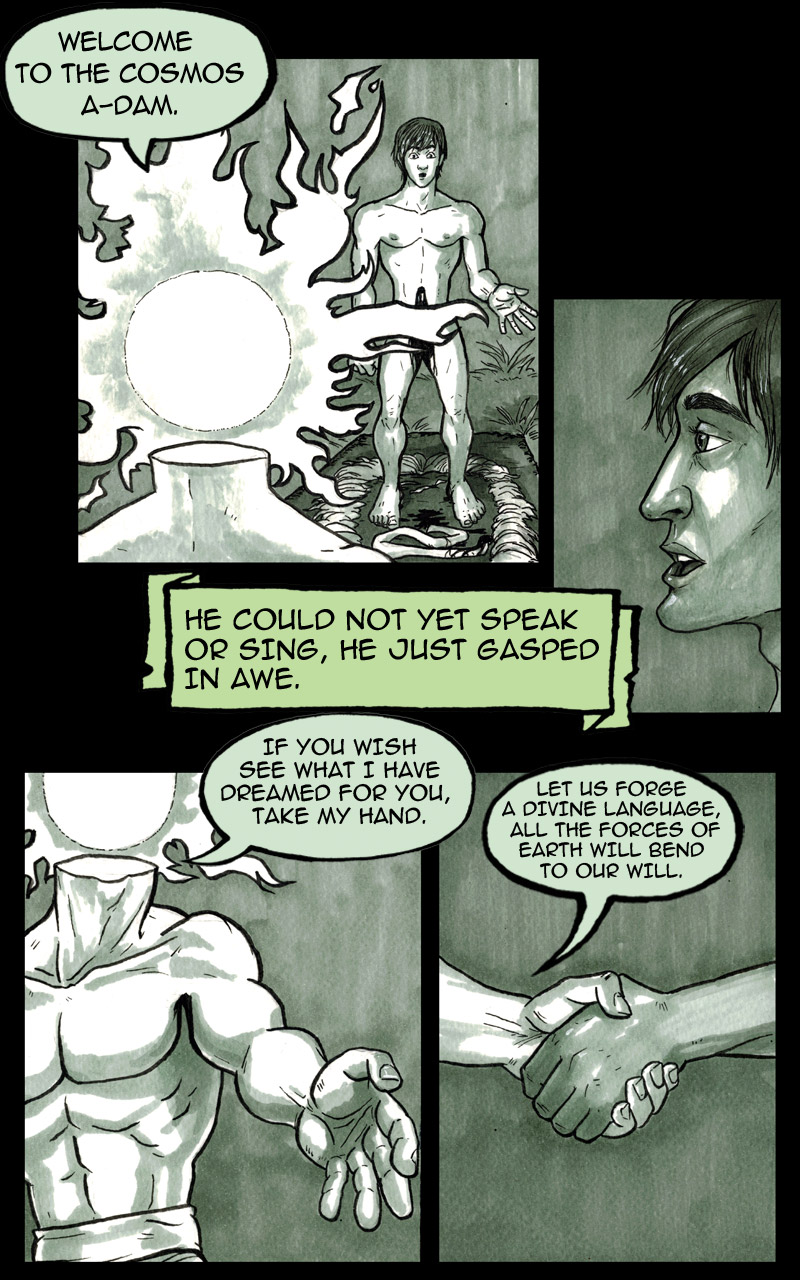 WELCOME
TO THE COSMOS
A-DAM.
HE COULD NOT YET SPEAK
OR SING, HE JUST GASPED
IN AWE.
IF YOU WISH
SEE WHAT I HAVE
DREAMED FOR YOU,
TAKE MY HAND.
LET US FORGE
A DIVINE LANGUAGE,
ALL THE FORCES OF
EARTH WILL BEND
TO OUR WILL.